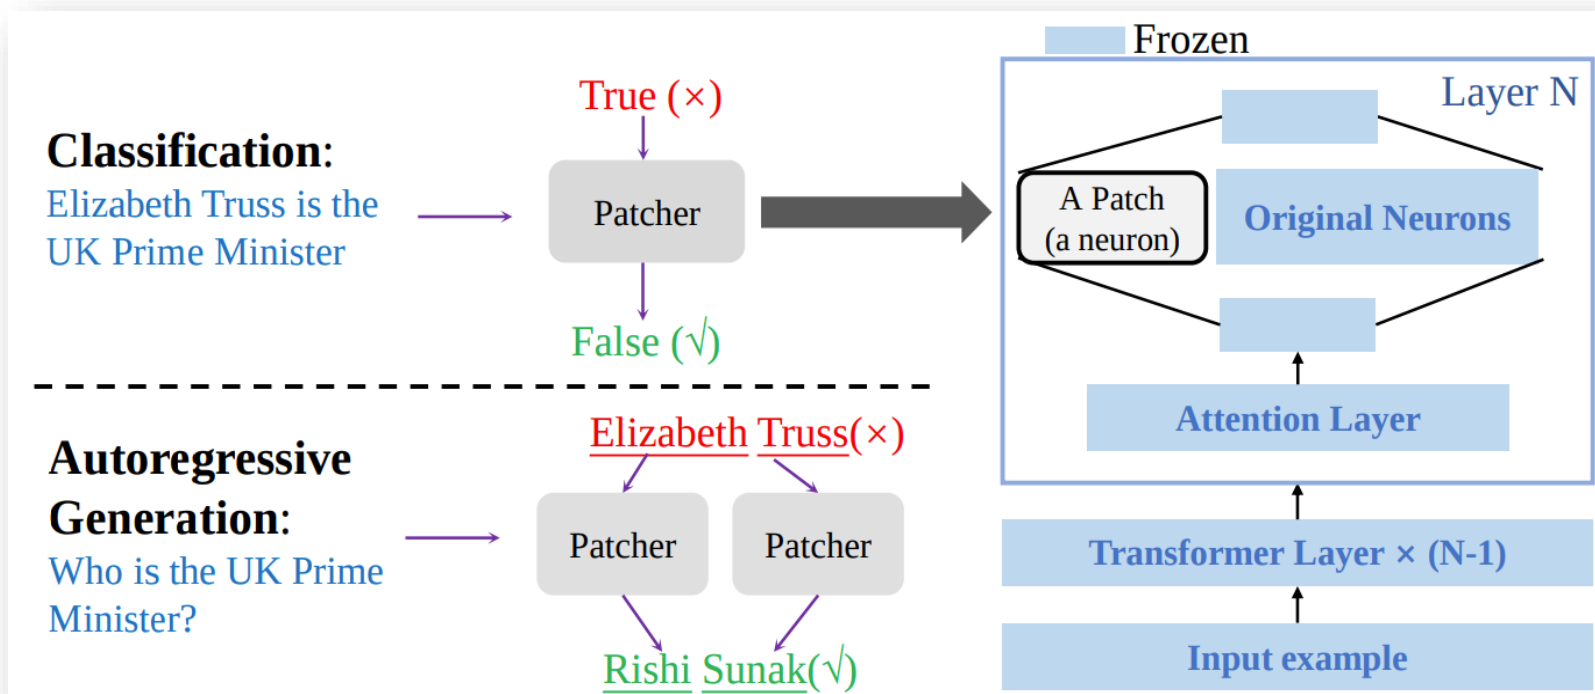 Frozen
Layer N
True (×)
Classification:
Elizabeth Truss is the
UK Prime Minister
Patcher
False (√)
A Patch
(a neuron)
Original Neurons
Attention Layer
Transformer Layer × (N-1)
Input example
Elizabeth Truss(×)
Autoregressive
Generation:
Who is the UK Prime
Minister?
Patcher Patcher
Rishi Sunak(√)